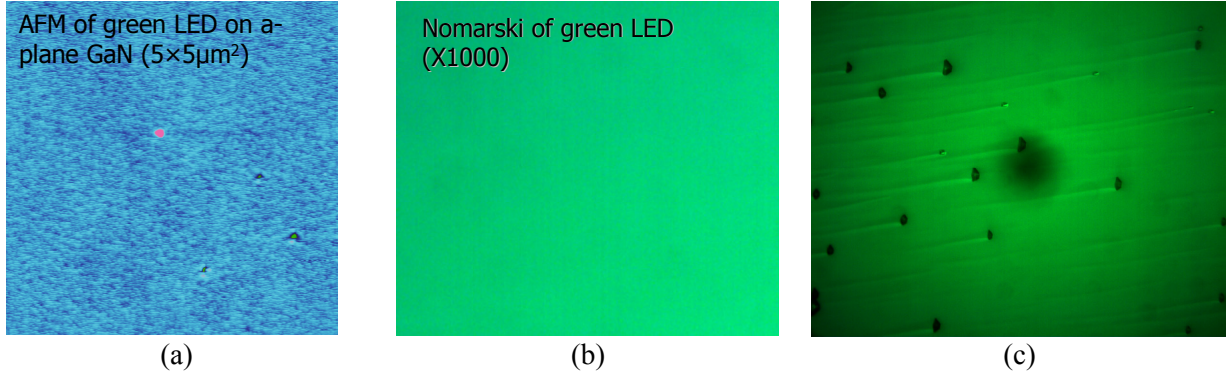 AFM of green LED on a-
plane GaN (5×5μm²)
Nomarski of green LED
(X1000)
(a)
(b)
(c)